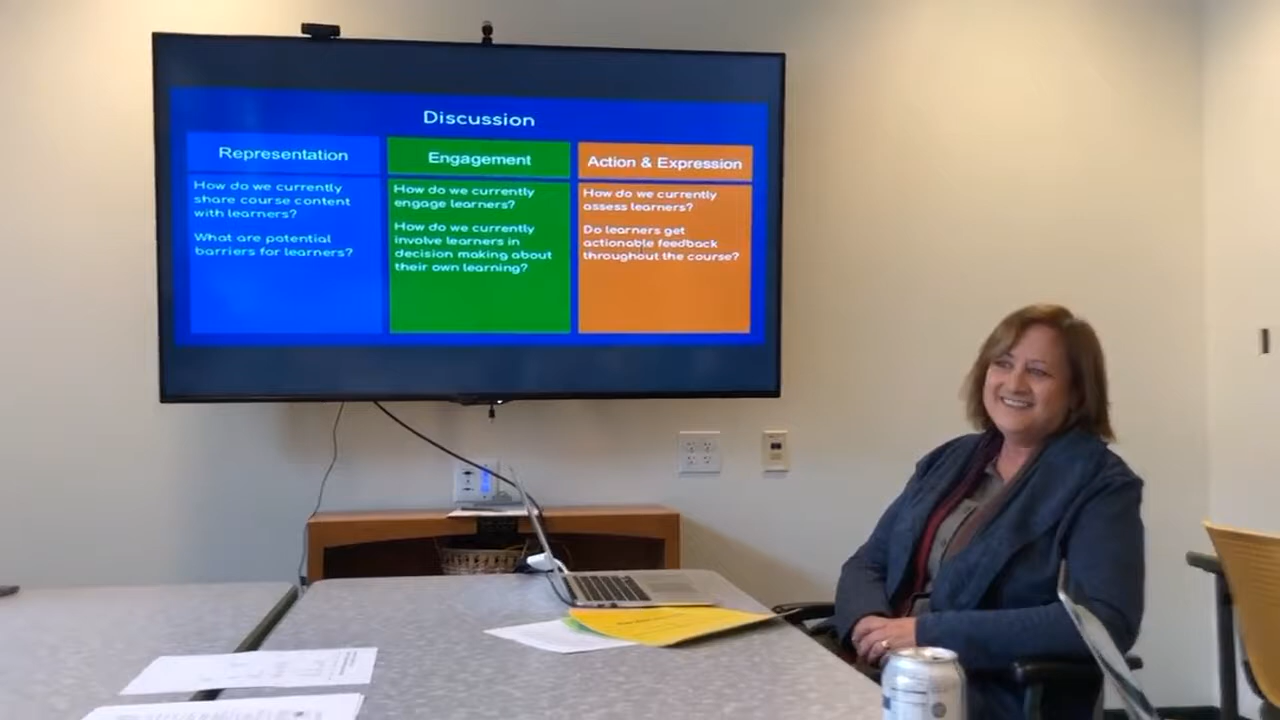 Discussion
Representation
How do we currently
share course content
with learners?
What are potential
barriers for learners?
Engagement
How do we currently
engage learners?
How do we currently
involve learners in
decision making about
their own learning?
Action & Expression
How do we currently
assess learners?
Do learners get
actionable feedback
throughout the course?